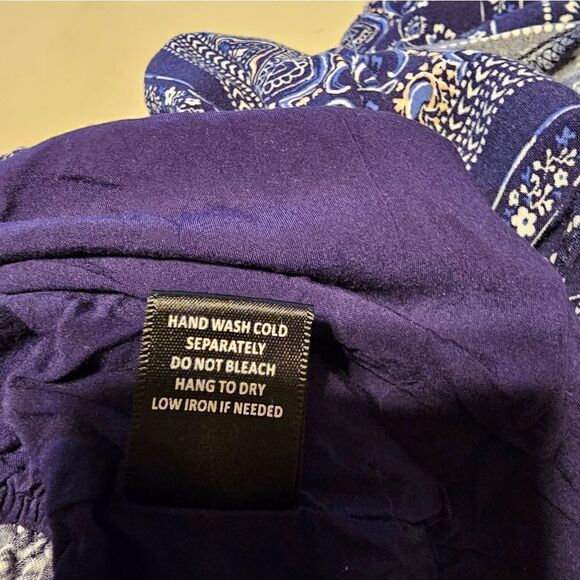 HAND WASH COLD
SEPARATELY
DO NOT BLEACH
HANG TO DRY
LOW IRON IF NEEDED